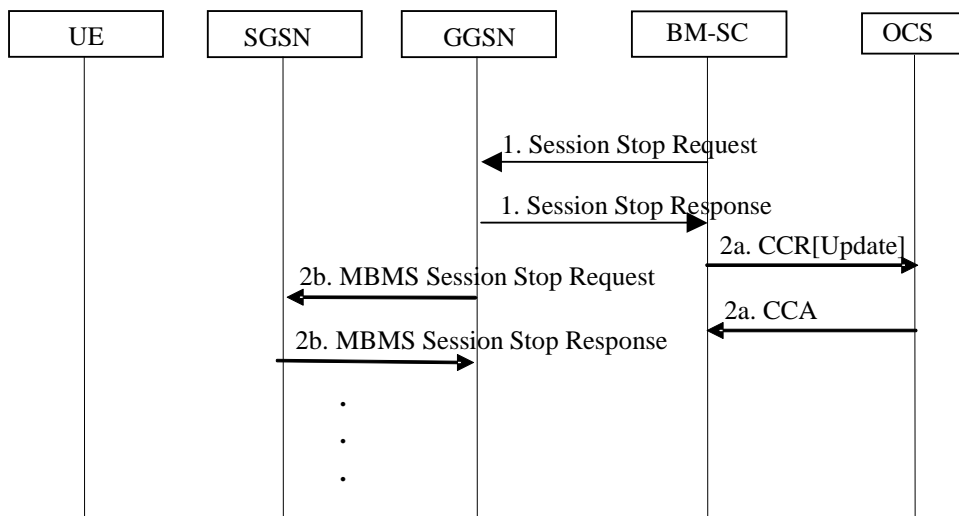 UE
SGSN
GGSN
BM-SC
OCS
1. Session Stop Request
1. Session Stop Response
2a. CCR[Update]
2b. MBMS Session Stop Request
2a. CCA
2b. MBMS Session Stop Response
.
.
.